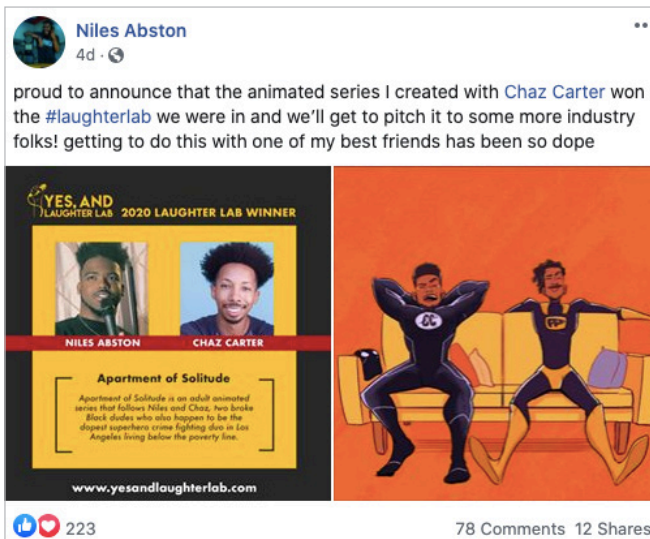 Niles Abston
4d ·
proud to announce that the animated series I created with Chaz Carter won
the #laughterlab we were in and we'll get to pitch it to some more industry
folks! getting to do this with one of my best friends has been so dope
YES, AND
LAUGHTER LAB 2020 LAUGHTER LAB WINNER
NILES ABSTON CHAZ CARTER
Apartment of Solitude
Apartment of Solitude is an adult animated
series that follows Niles and Chaz, two broke
Black dudes who also happen to be the
dopest superhero crime fighting duo in Los
Angeles living below the poverty line.
www.yesandlaughterlab.com
CC
223 78 Comments 12 Shares